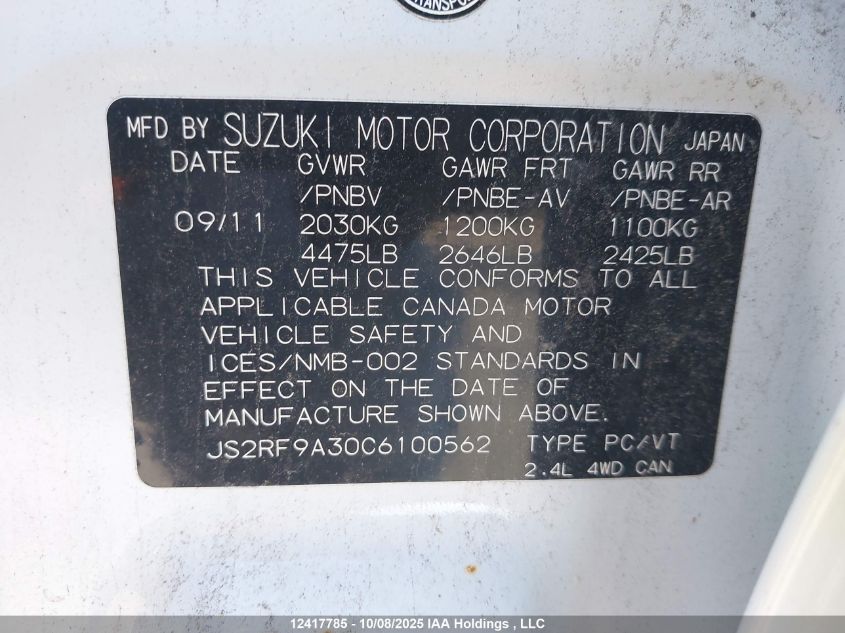 TRANSPO
MFD BY SUZUKI MOTOR CORPORATION JAPAN
DATE GVWR GAWR FRT GAWR RR
/PNBV /PNBE-AV /PNBE-AR
09/11 2030KG 1200KG 1100KG
4475LB 2646LB 2425LB
THIS VEHICLE CONFORMS TO ALL
APPLICABLE CANADA MOTOR
VEHICLE SAFETY AND
ICES/NMB-002 STANDARDS IN
EFFECT ON THE DATE OF
MANUFACTURE SHOWN ABOVE.
JS2RF9A30C6100562 TYPE PC/VT
2.4L 4WD CAN
12417785 - 10/08/2025 IAA Holdings , LLC